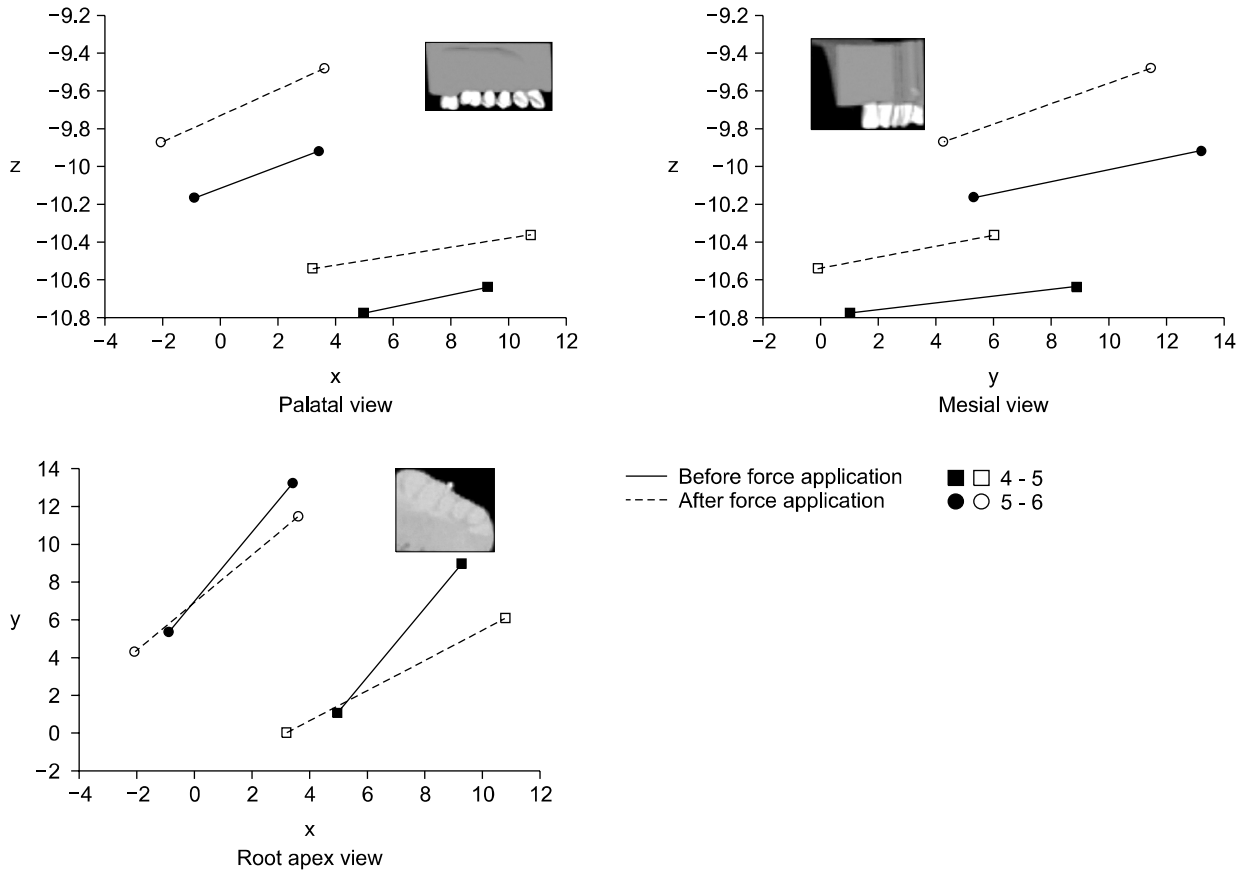 −9.2
−9.4
−9.6
−9.8
−10
−10.2
−10.4
−10.6
−10.8
z
−4 −2 0 2 4 6 8 10 12
x
Palatal view
−9.2
−9.4
−9.6
−9.8
−10
−10.2
−10.4
−10.6
−10.8
z
−2 0 2 4 6 8 10 12 14
y
Mesial view
14
12
10
8
6
4
2
0
−2
y
−4 −2 0 2 4 6 8 10 12
x
Root apex view
Before force application
After force application
4 - 5
5 - 6